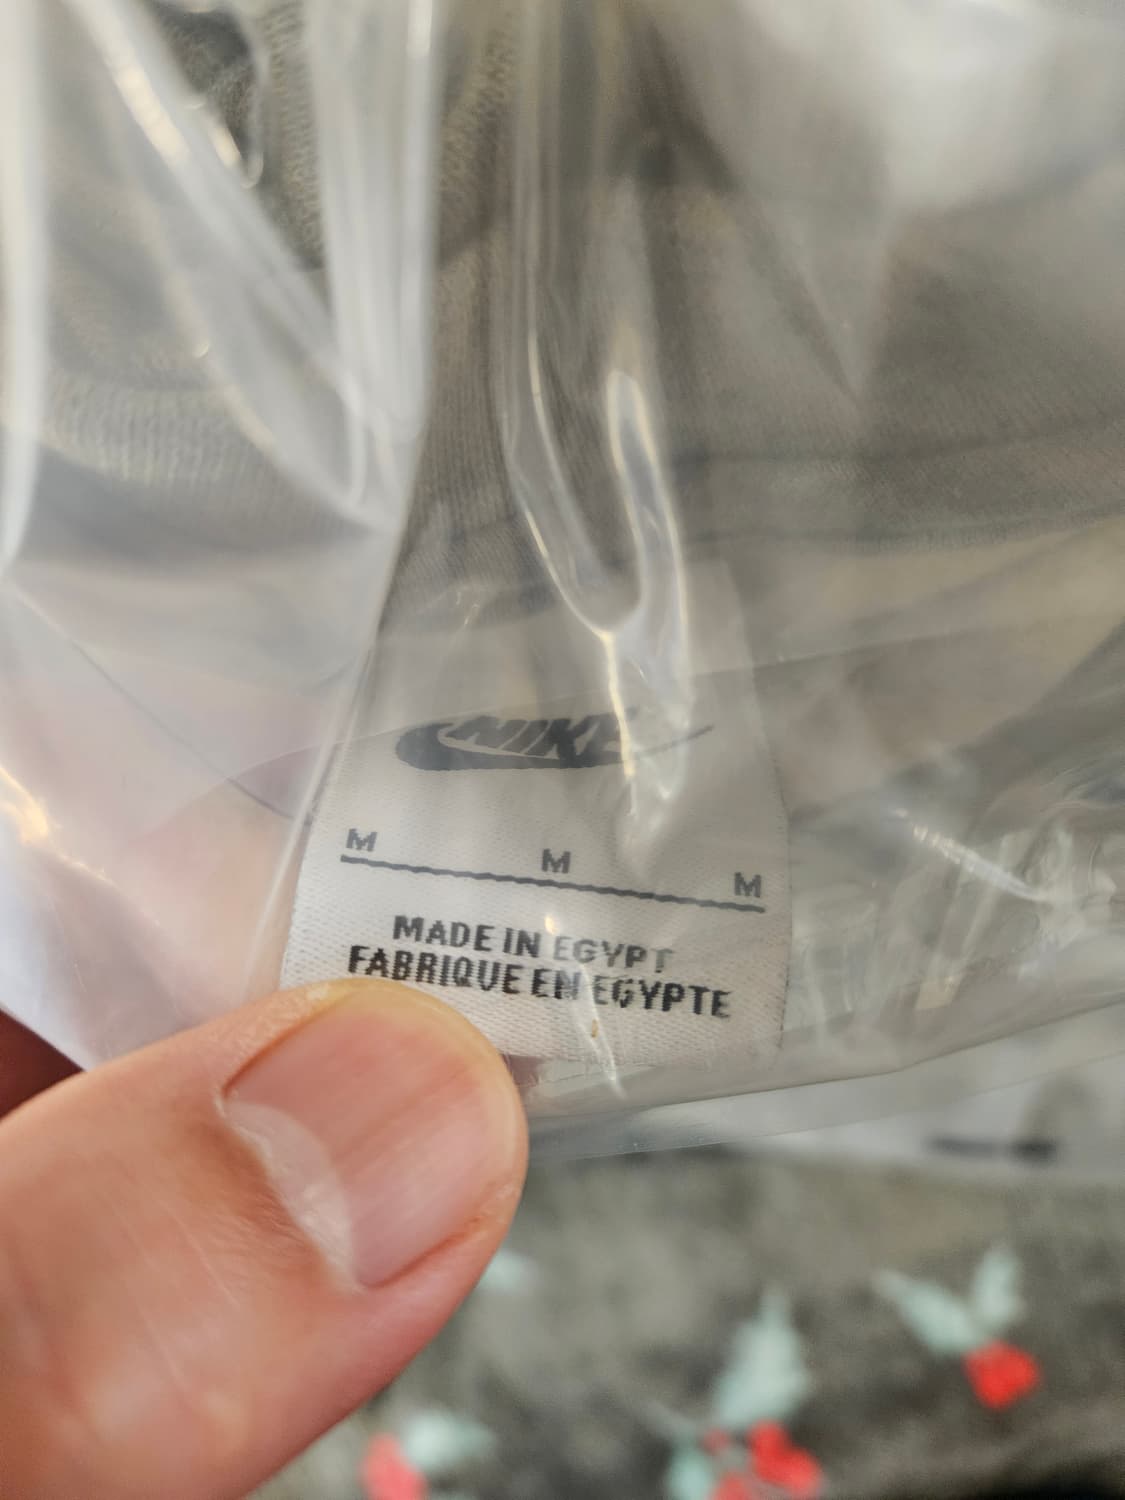 NIKE
M M M
MADE IN EGYPT
FABRIQUE EN EGYPTE